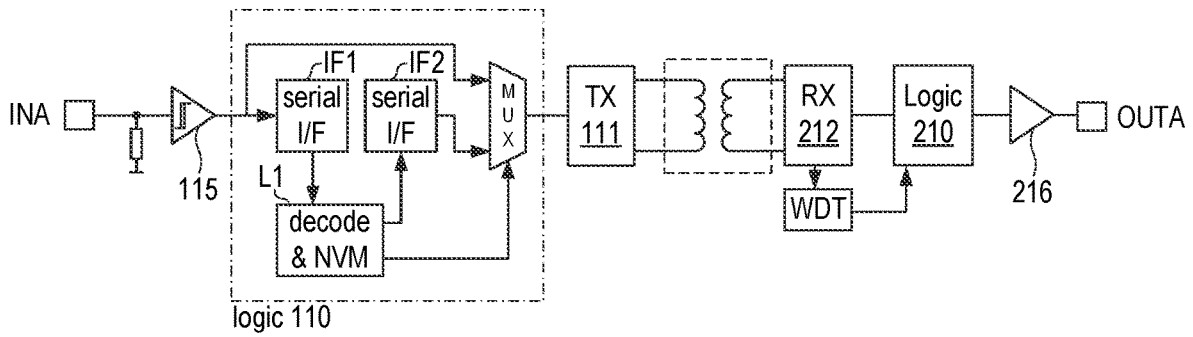 INA
115
IF1
serial
I/F
IF2
serial
I/F
M
U
X
L1
decode
& NVM
logic 110
TX
111
RX
212
WDT
Logic
210
216
OUTA